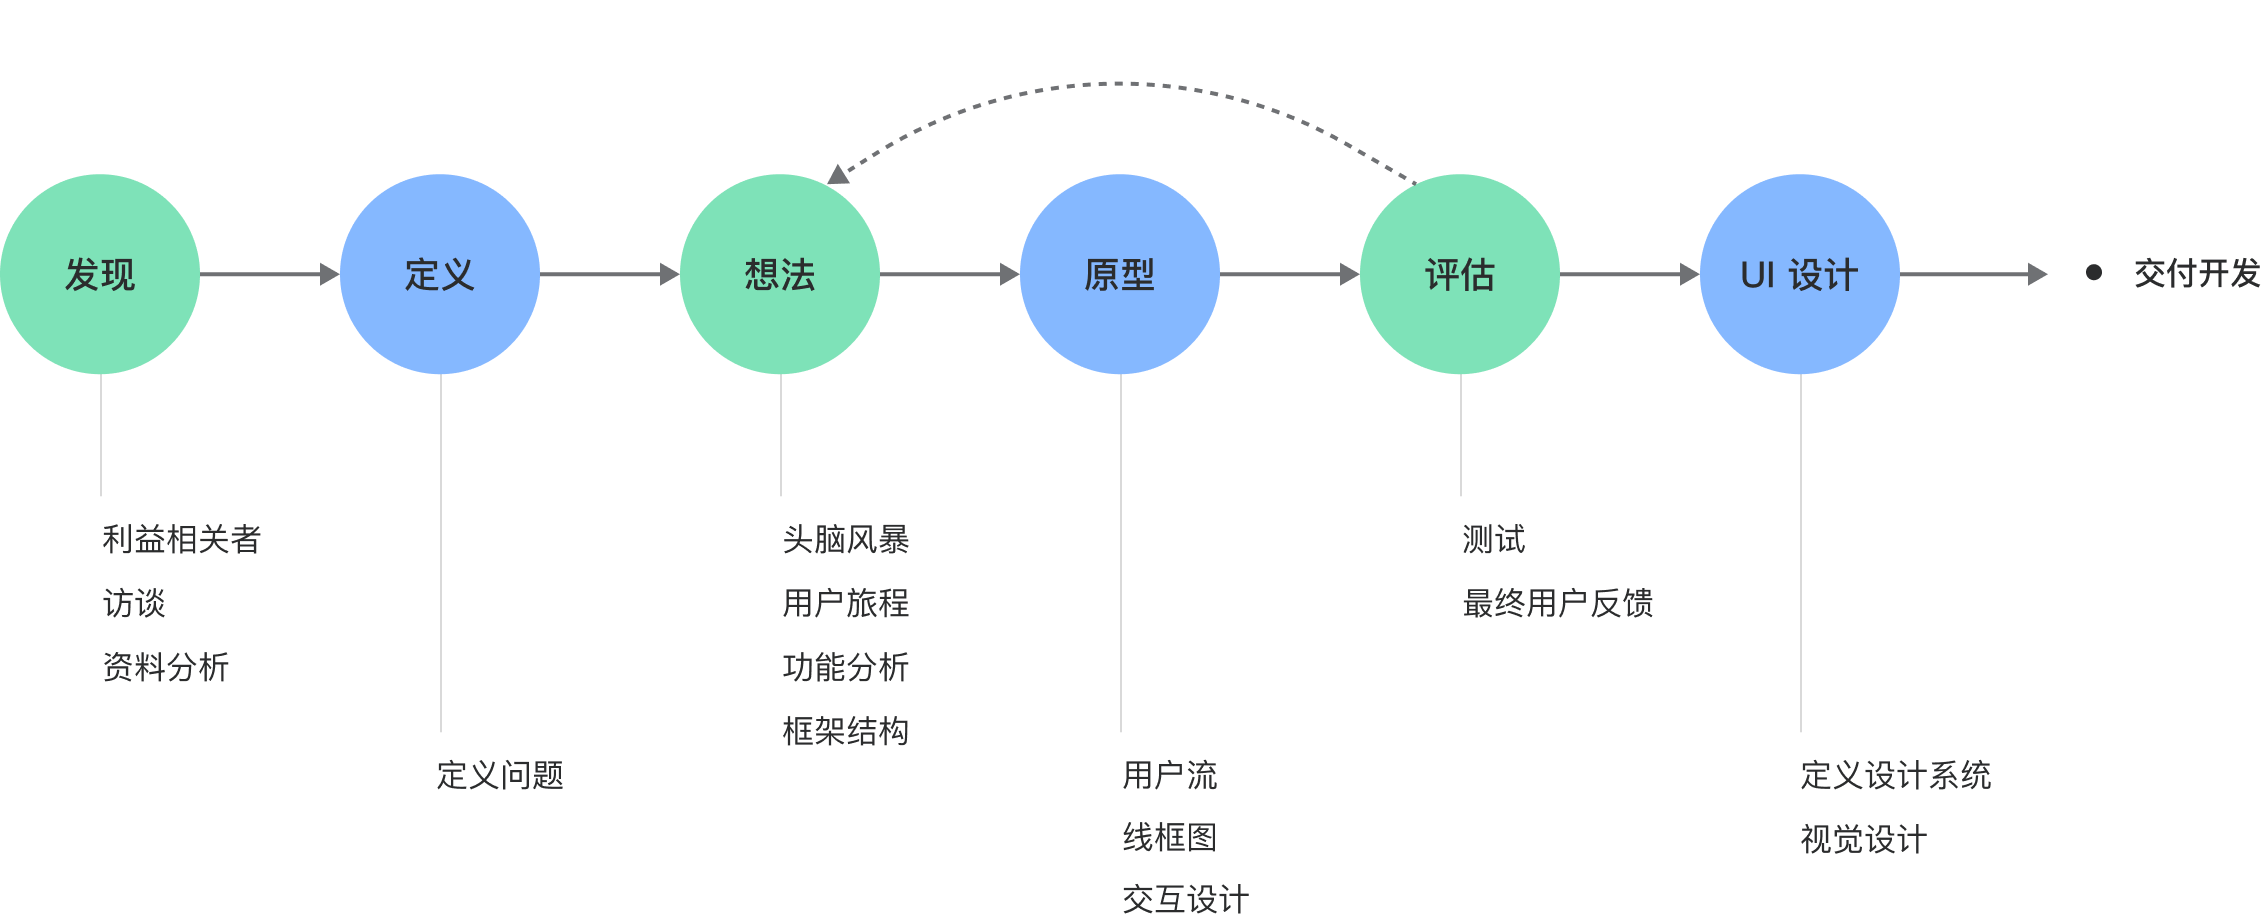 发现
定义
想法
原型
评估
UI 设计
交付开发
利益相关者
访谈
资料分析
定义问题
头脑风暴
用户旅程
功能分析
框架结构
用户流
线框图
交互设计
测试
最终用户反馈
定义设计系统
视觉设计